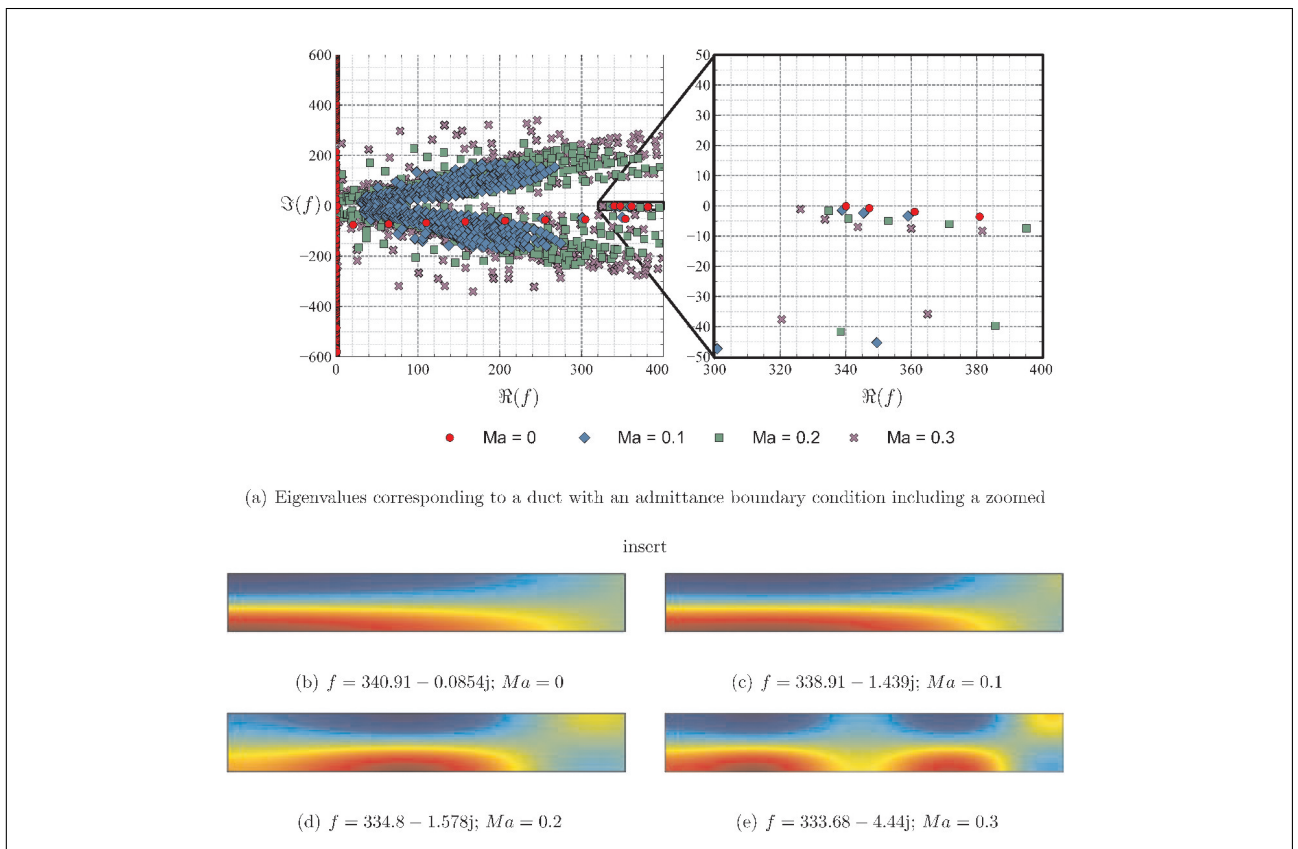 600
400
200
ℑ(f) 0
−200
−400
−600
0 100 200 300 400
ℜ(f)
50
40
30
20
10
5
0
−5
−10
−20
−30
−40
−50
300 320 340 360 380 400
ℜ(f)
Ma = 0 Ma = 0.1 Ma = 0.2 Ma = 0.3
(a) Eigenvalues corresponding to a duct with an admittance boundary condition including a zoomed
insert
(b) f = 340.91 − 0.0854j; Ma = 0
(c) f = 338.91 − 1.439j; Ma = 0.1
(d) f = 334.8 − 1.578j; Ma = 0.2
(e) f = 333.68 − 4.44j; Ma = 0.3